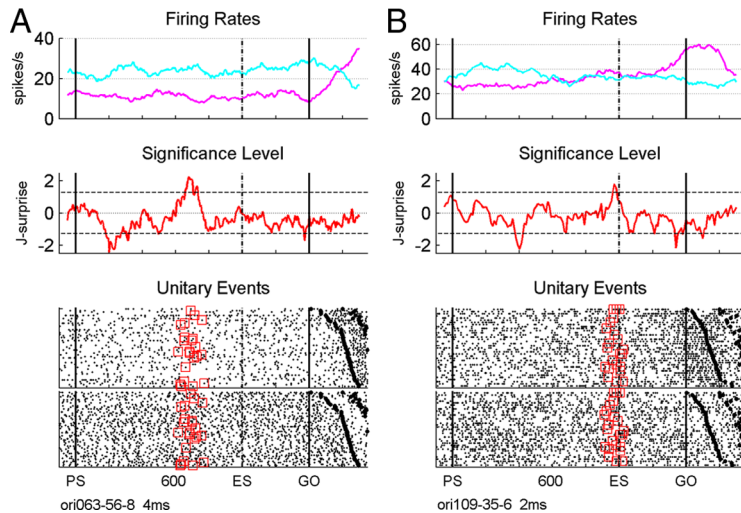 A
Firing Rates
spikes/s
40
20
0
Significance Level
J-surprise
2
0
-2
Unitary Events
PS 600 ES GO
ori063-56-8 4ms
B
Firing Rates
spikes/s
60
40
20
0
Significance Level
J-surprise
2
0
-2
Unitary Events
PS 600 ES GO
ori109-35-6 2ms